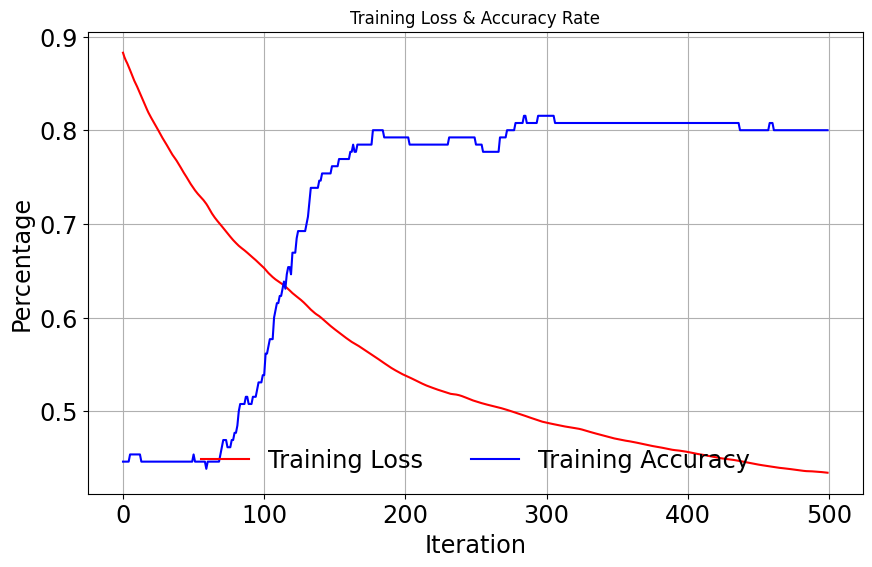 Training Loss & Accuracy Rate
0.9
0.8
0.7
0.6
0.5
Percentage
Training Loss Training Accuracy
0 100 200 300 400 500
Iteration